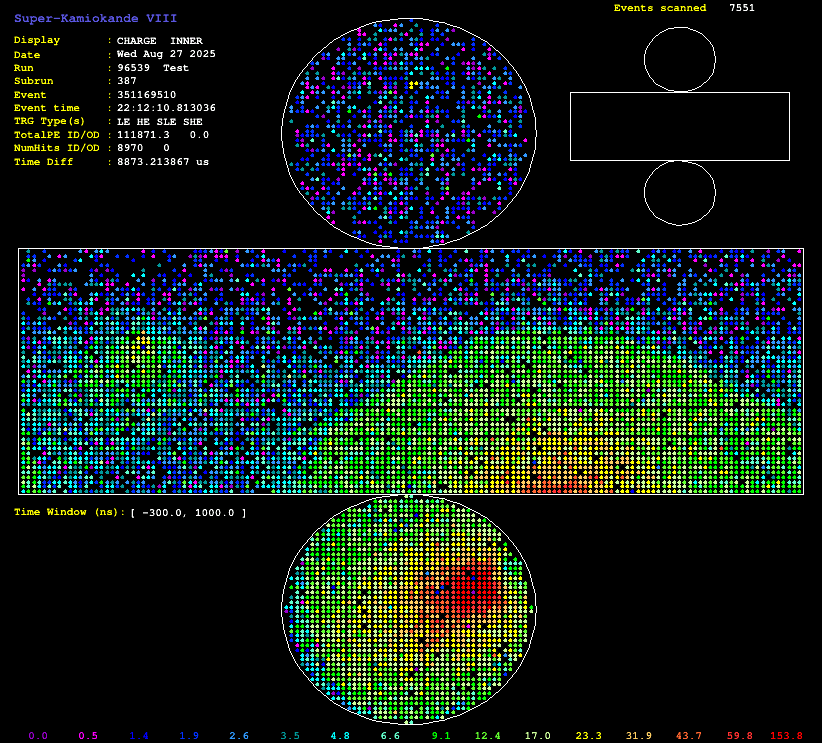 Super-Kamiokande VIII
Events scanned 7551
Display : CHARGE INNER
Date : Wed Aug 27 2025
Run : 96539 Test
Subrun : 387
Event : 351169510
Event time : 22:12:10.813036
TRG Type(s) : LE HE SLE SHE
TotalPE ID/OD : 111871.3 0.0
NumHits ID/OD : 8970 0
Time Diff : 8873.213867 us
Time Window (ns): [ -300.0, 1000.0 ]
0.0 0.5 1.4 1.9 2.6 3.5 4.8 6.6 9.1 12.4 17.0 23.3 31.9 43.7 59.8 153.8